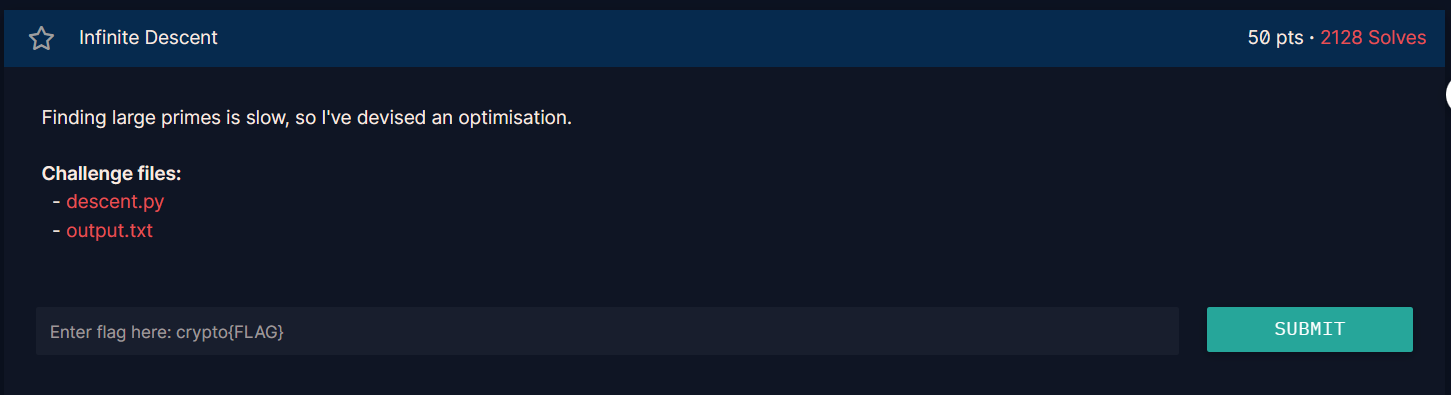 Infinite Descent
50 pts · 2128 Solves
Finding large primes is slow, so I've devised an optimisation.
Challenge files:
- descent.py
- output.txt
Enter flag here: crypto{FLAG}
SUBMIT